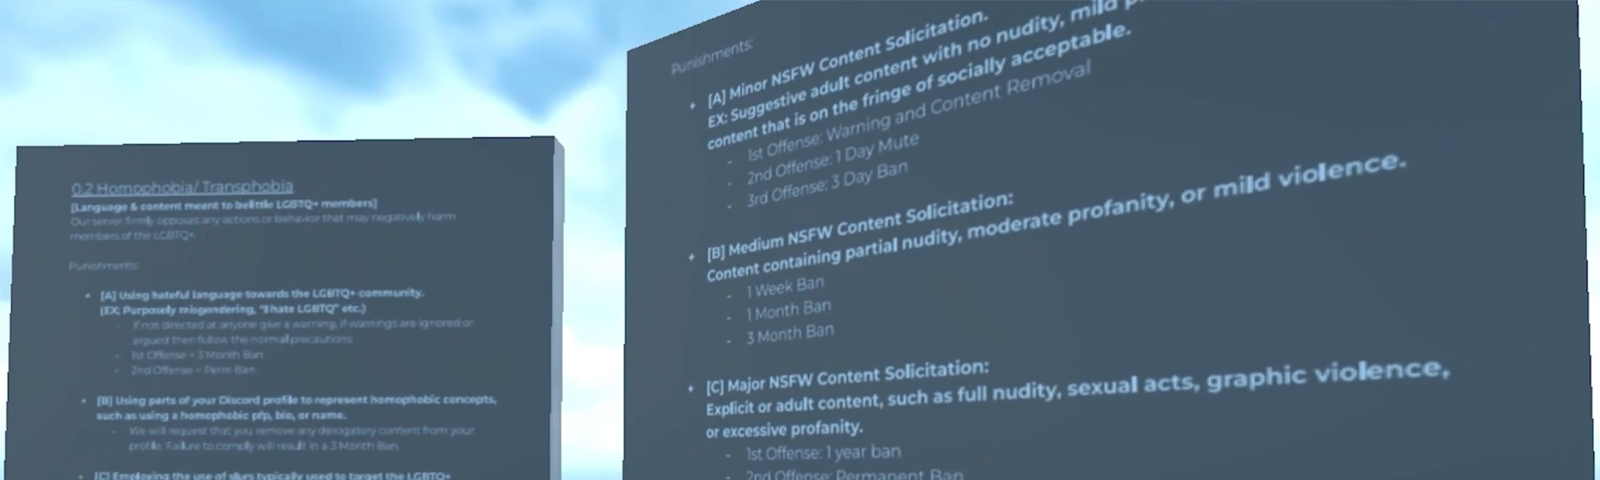 0.2 Homophobia/ Transphobia
[Language & content meant to belittle LGBTQ+ members]
Our server firmly opposes any actions or behavior that may negatively harm
members of the LGBTQ+.
Punishments:
[A] Using hateful language towards the LGBTQ+ community.
(EX: Purposely misgendering, "I hate LGBTQ" etc.)
- If not directed at anyone give a warning, if warnings are ignored or
argued then follow the normal precautions
- 1st Offense = 3 Month Ban
- 2nd Offense = Perm Ban
[B] Using parts of your Discord profile to represent homophobic concepts,
such as using a homophobic pfp, bio, or name.
- We will request that you remove any derogatory content from your
profile. Failure to comply will result in a 3 Month Ban
[C] Employing the use of slurs typically used to target the LGBTQ+
Punishments:
[A] Minor NSFW Content Solicitation.
EX: Suggestive adult content with no nudity, mild
content that is on the fringe of socially acceptable.
- 1st Offense: Warning and Content Removal
- 2nd Offense: 1 Day Mute
- 3rd Offense: 3 Day Ban
[B] Medium NSFW Content Solicitation:
Content containing partial nudity, moderate profanity, or mild violence.
- 1 Week Ban
- 1 Month Ban
- 3 Month Ban
[C] Major NSFW Content Solicitation:
Explicit or adult content, such as full nudity, sexual acts, graphic violence,
or excessive profanity.
- 1st Offense: 1 year ban
- 2nd Offense: Permanent Ban